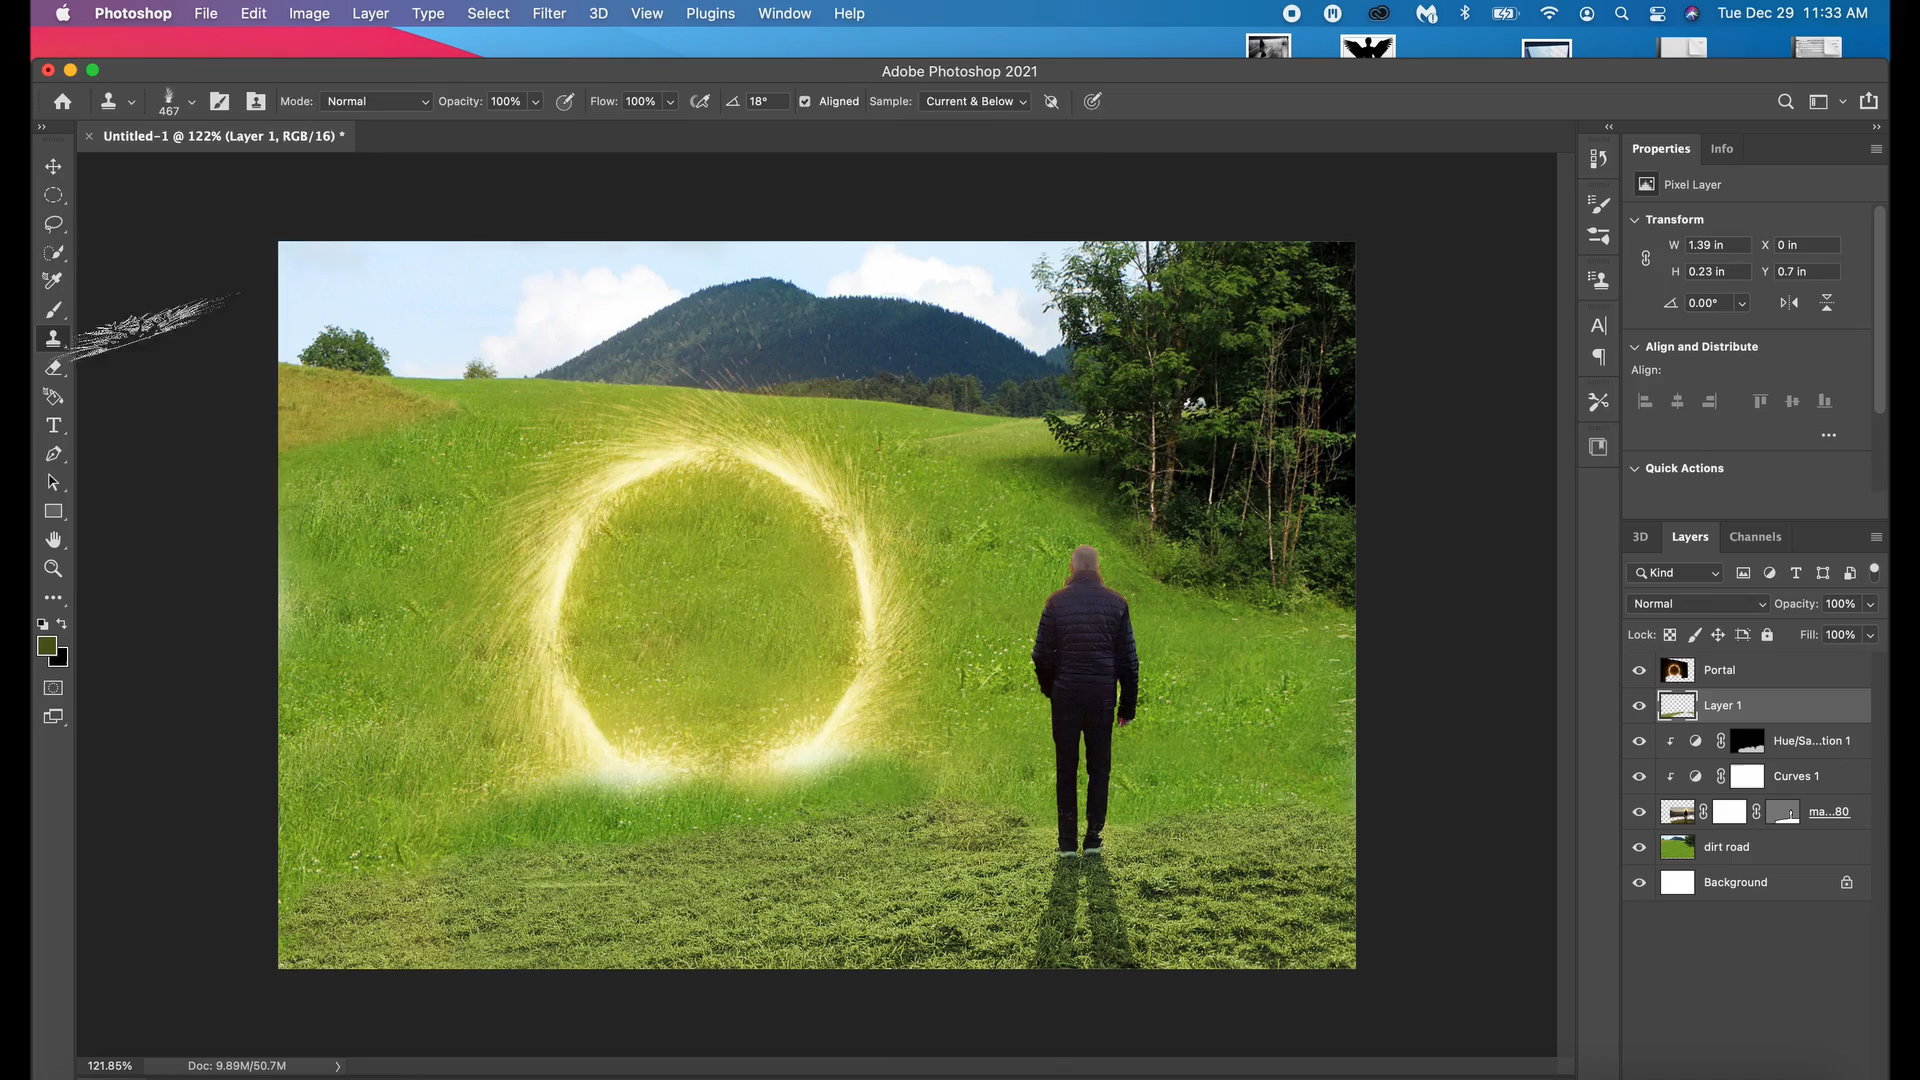 Photoshop File Edit Image Layer Type Select Filter 3D View Plugins Window Help Tue Dec 29 11:33 AM
Adobe Photoshop 2021
467 Mode: Normal Opacity: 100% Flow: 100% 18° Aligned Sample: Current & Below
Untitled-1 @ 122% (Layer 1, RGB/16) *
Properties Info
Pixel Layer
Transform
W 1.39 in X 0 in
H 0.23 in Y 0.7 in
0.00°
Align and Distribute
Align:
Quick Actions
3D Layers Channels
Kind
Normal Opacity: 100%
Lock: Fill: 100%
Portal
Layer 1
Hue/Sa...tion 1
Curves 1
ma...80
dirt road
Background
121.85% Doc: 9.89M/50.7M